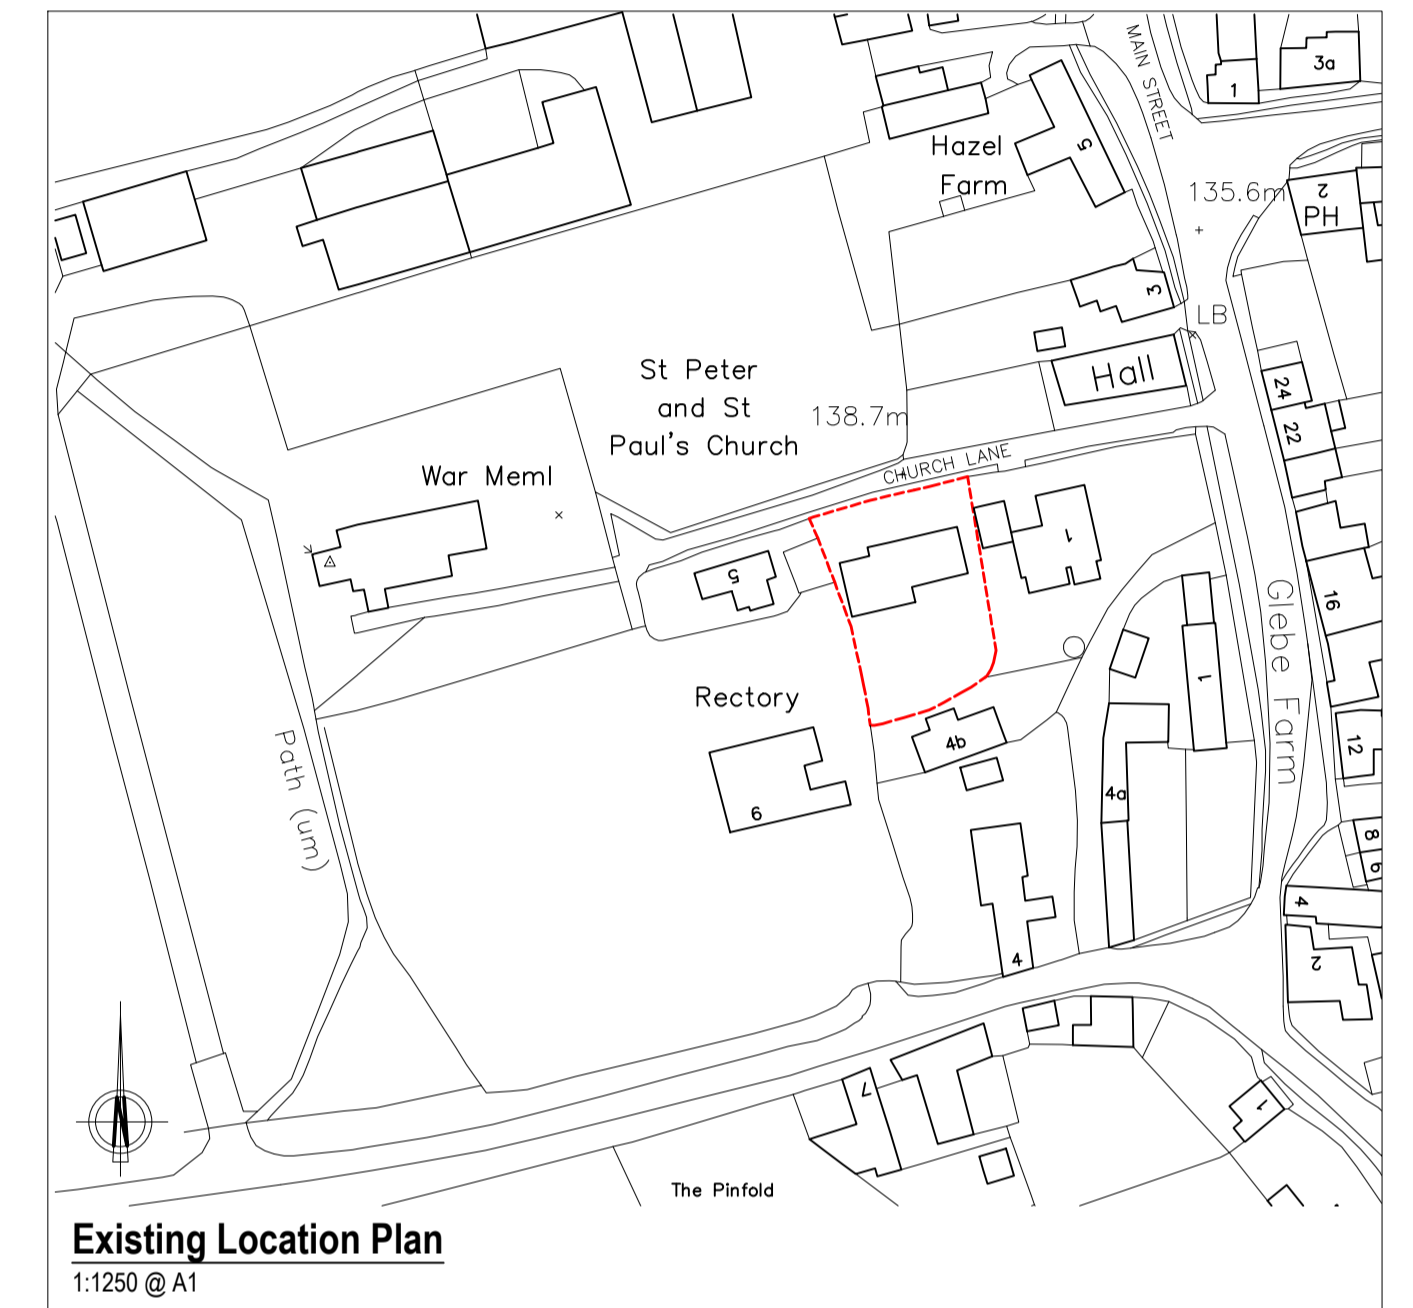 MAIN STREET
1
3a
Hazel
Farm
5
135.6m
2
PH
3
LB
Hall
St Peter
and St
Paul's Church
138.7m
24
22
CHURCH LANE
War Meml
1
5
16
Glebe Farm
1
Rectory
4b
12
Path (um)
6
4a
8
6
4
4
2
7
1
N
The Pinfold
Existing Location Plan
1:1250 @ A1